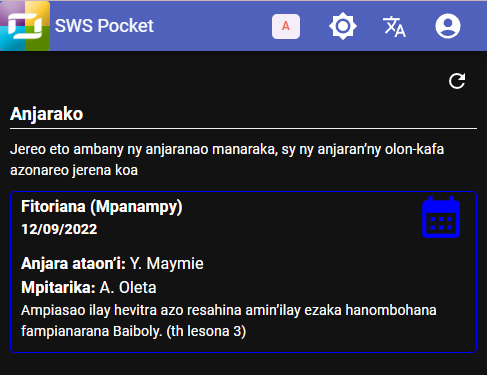 SWS Pocket
A
Anjarako
Jereo eto ambany ny anjaranao manaraka, sy ny anjaran’ny olon-kafa
azonareo jerena koa
Fitoriana (Mpanampy)
12/09/2022
Anjara ataon’i: Y. Maymie
Mpitarika: A. Oleta
Ampiasao ilay hevitra azo resahina amin’ilay ezaka hanombohana
fampianarana Baiboly. (th lesona 3)